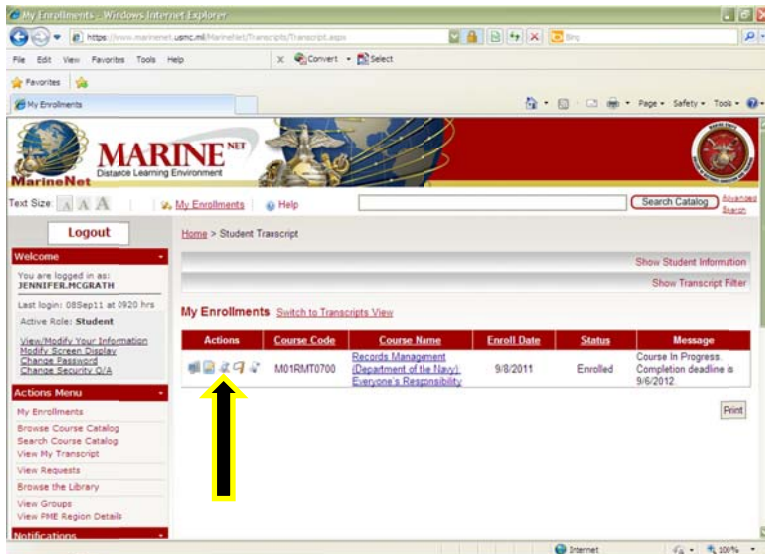 My Enrollments - Windows Internet Explorer
https://www.marinenet.usmc.mil/MarineNet/Transcripts/Transcript.aspx
Bing
File Edit View Favorites Tools Help
x Convert Select
Favorites
My Enrollments
Page Safety Tools
MARINE NET
Distance Learning Environment
MarineNet
Text Size: A A A
My Enrollments
Help
Search Catalog
Advanced Search
Logout
Home > Student Transcript
Welcome
You are logged in as:
JENNIFER.MCGRATH
Last login: 08Sep11 at 0920 hrs
Active Role: Student
View/Modify Your Information
Modify Screen Display
Change Password
Change Security Q/A
Show Student Information
Show Transcript Filter
My Enrollments Switch to Transcripts View
Actions Course Code Course Name Enroll Date Status Message
M01RMT0700
Records Management
(Department of the Navy):
Everyone's Responsibility
9/8/2011
Enrolled
Course In Progress.
Completion deadline is
9/6/2012.
Print
Actions Menu
My Enrollments
Browse Course Catalog
Search Course Catalog
View My Transcript
View Requests
Browse the Library
View Groups
View PME Region Details
Notifications
Internet
100%